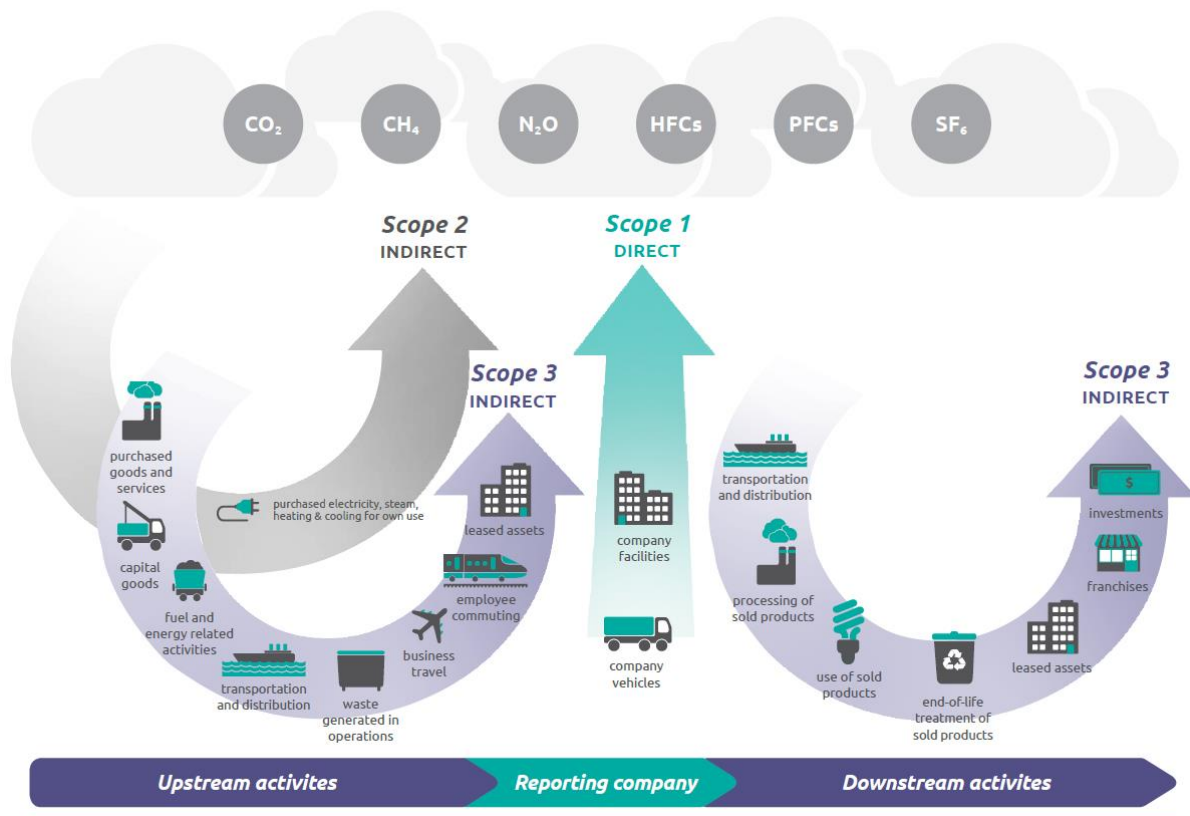 CO₂
CH₄
N₂O
HFCs
PFCs
SF₆
Scope 2
INDIRECT
Scope 1
DIRECT
Scope 3
INDIRECT
Scope 3
INDIRECT
purchased
goods and
services
capital
goods
fuel and
energy related
activities
transportation
and distribution
waste
generated in
operations
business
travel
employee
commuting
leased assets
purchased electricity, steam,
heating & cooling for own use
company
facilities
company
vehicles
transportation
and distribution
processing of
sold products
use of sold
products
end-of-life
treatment of
sold products
leased assets
franchises
$
investments
Upstream activites
Reporting company
Downstream activites